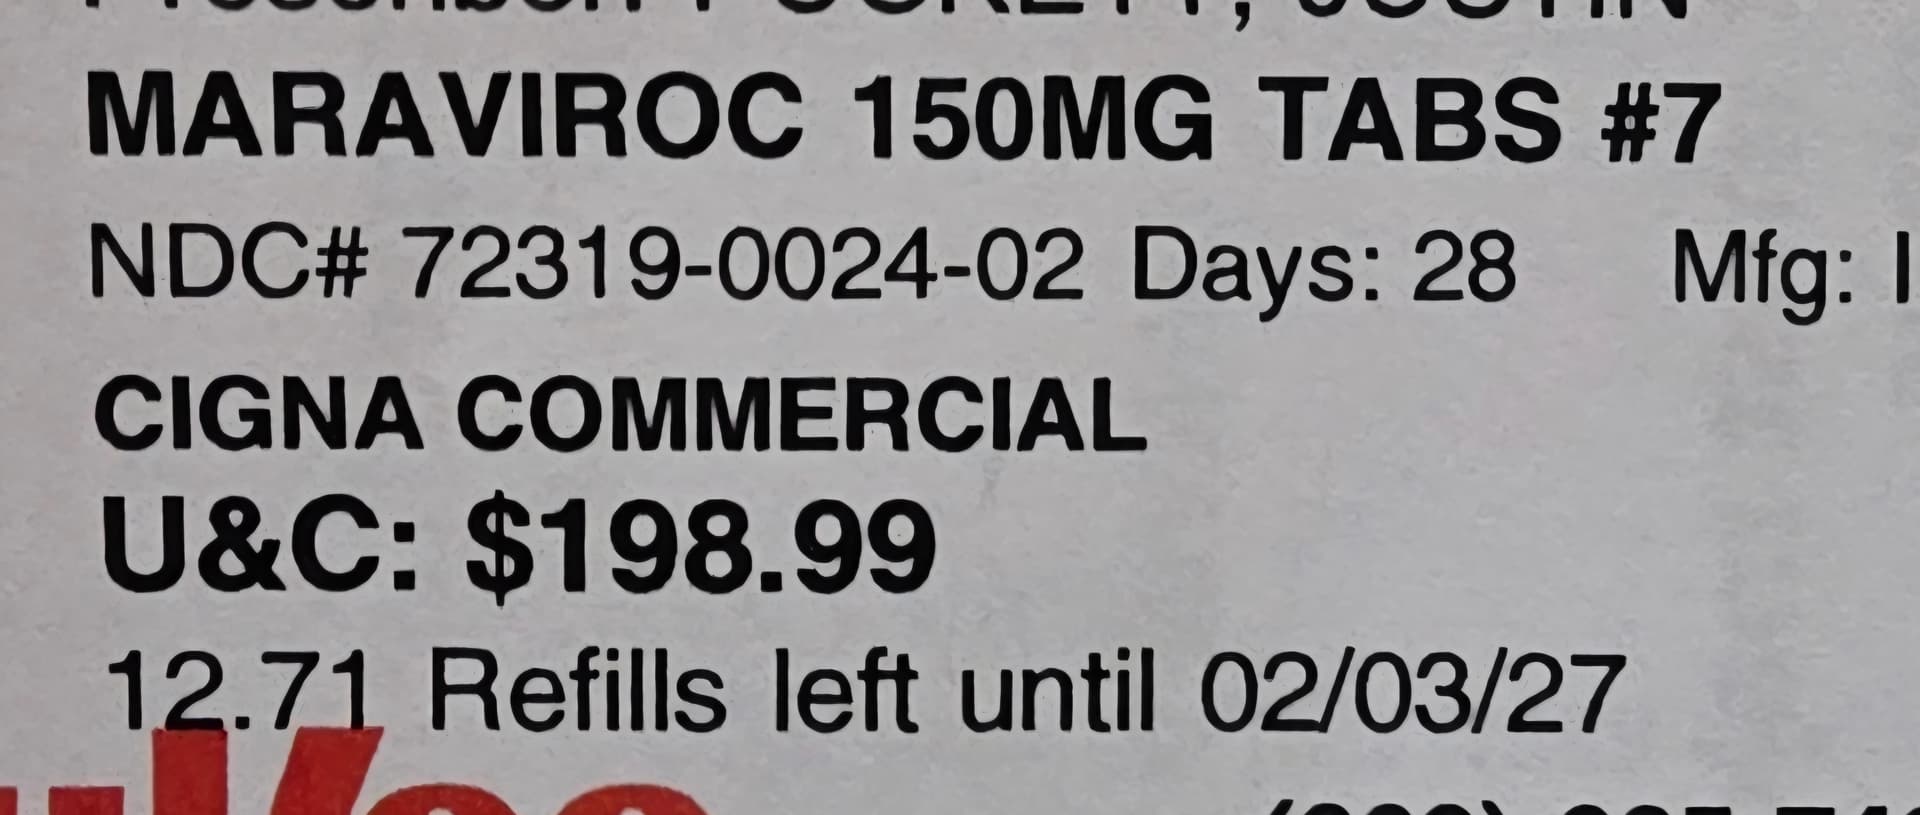 MARAVIROC 150MG TABS #7
NDC# 72319-0024-02 Days: 28 Mfg: I
CIGNA COMMERCIAL
U&C: $198.99
12.71 Refills left until 02/03/27